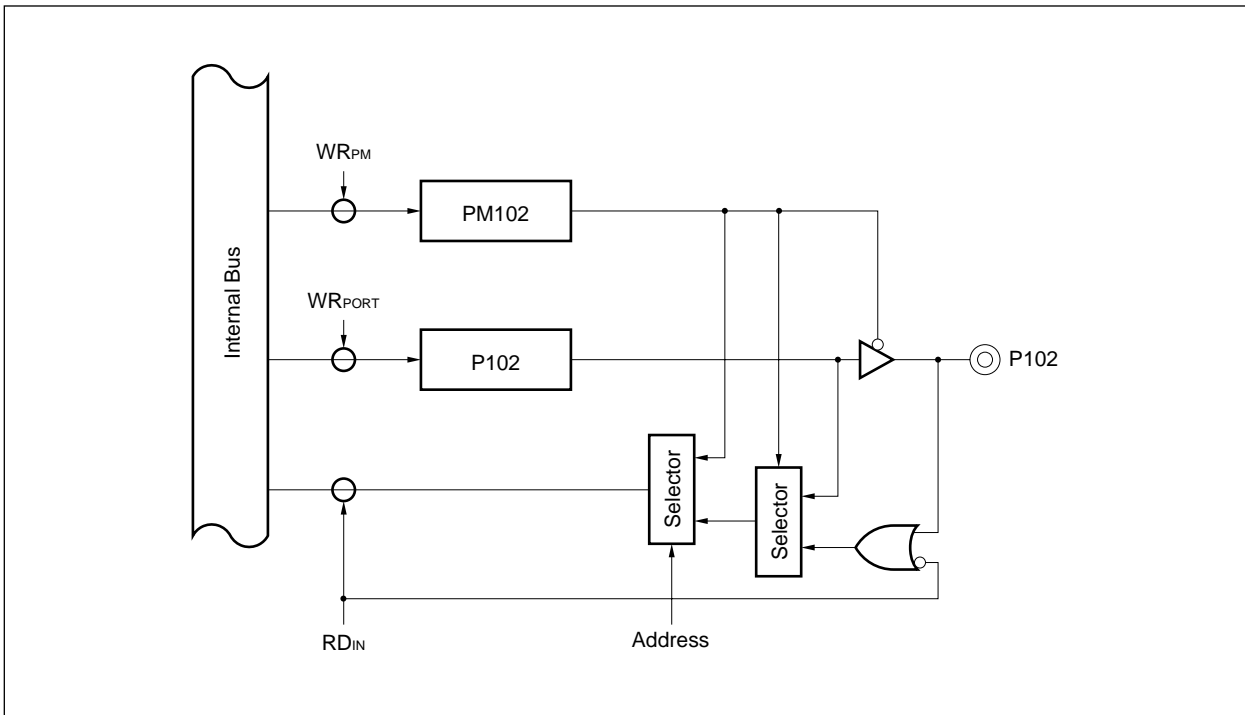 WRPM
PM102
Internal Bus
WRPORT
P102
P102
Selector
Selector
RDIN
Address